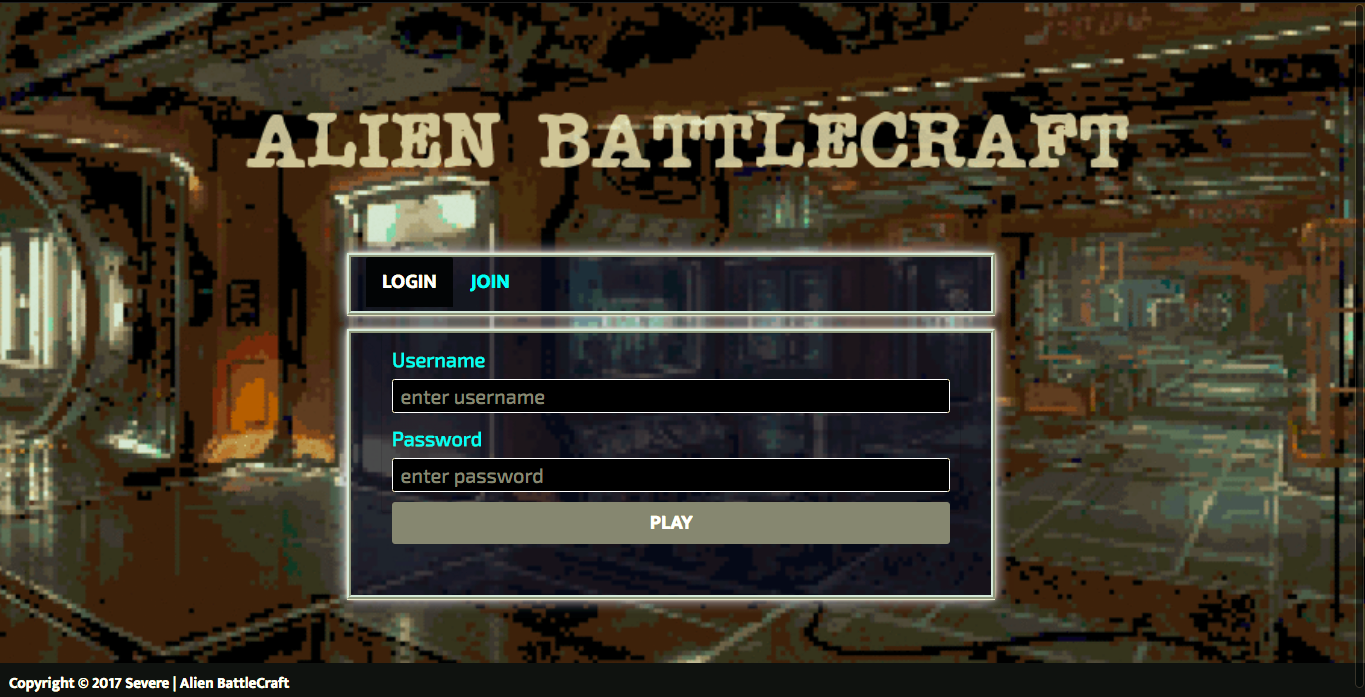 ALIEN BATTLECRAFT
LOGIN JOIN
Username
enter username
Password
enter password
PLAY
Copyright © 2017 Severe | Alien BattleCraft